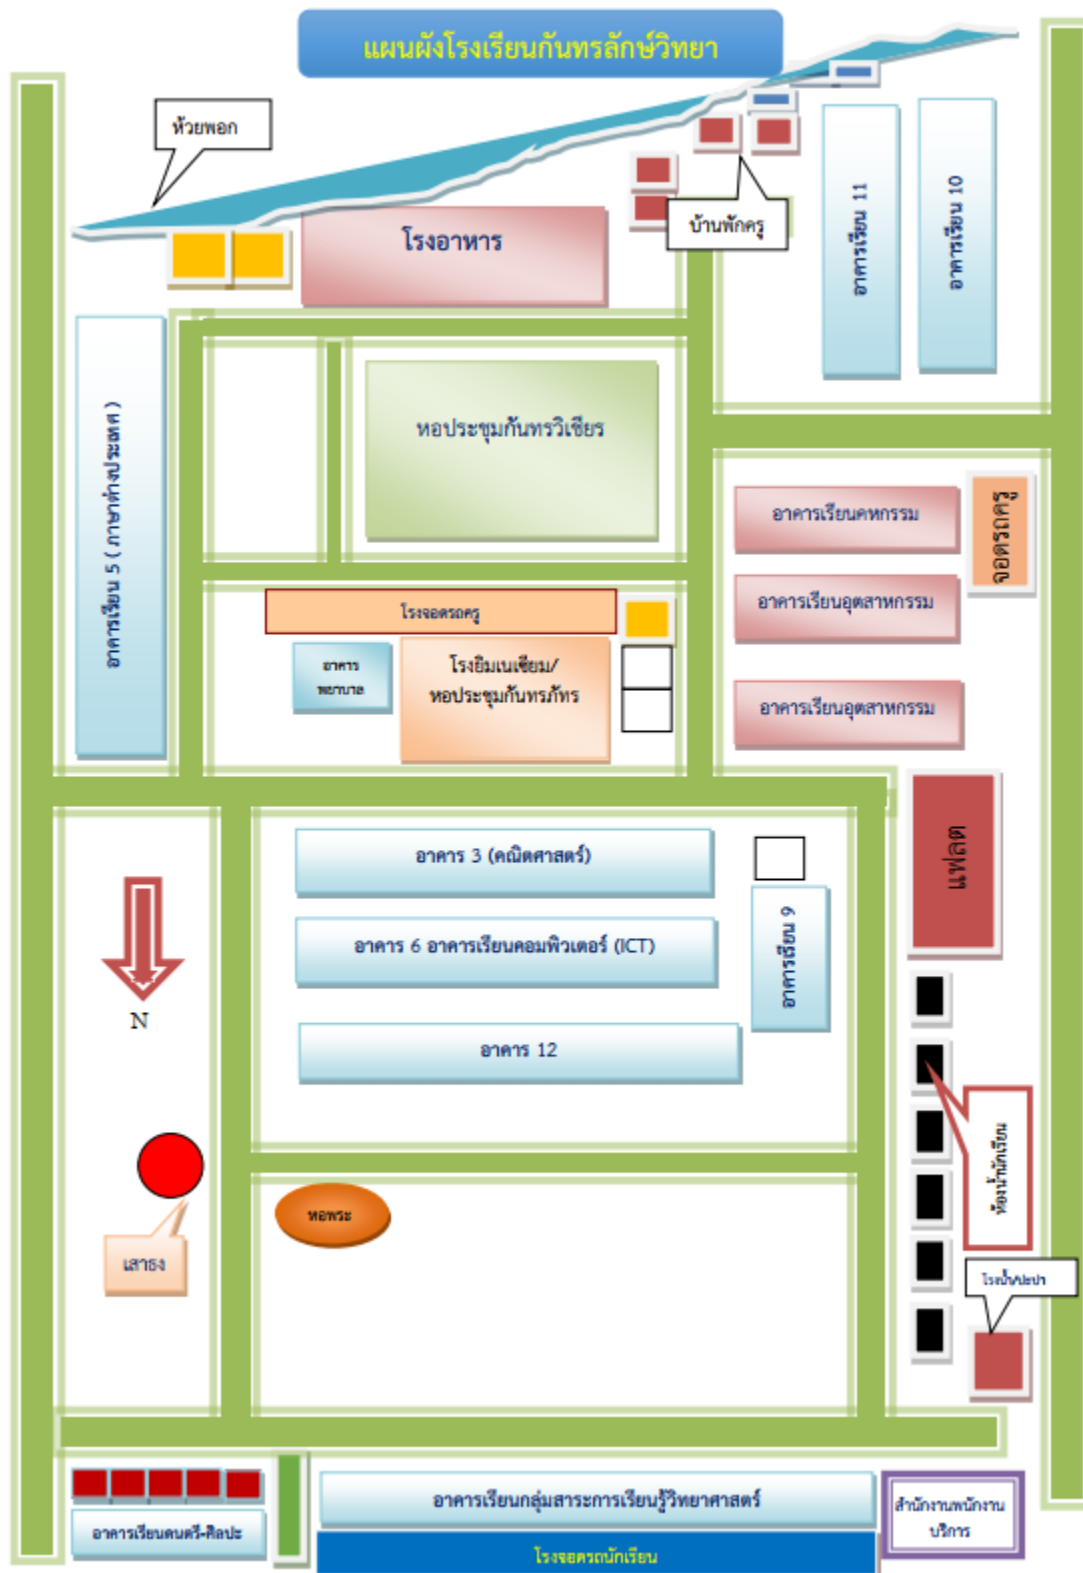 แผนผังโรงเรียนกันทรลักษ์วิทยา
ห้วยพอก
บ้านพักครู
โรงอาหาร
อาคารเรียน 11
อาคารเรียน 10
อาคารเรียน 5 ( ภาษาต่างประเทศ )
หอประชุมกันทรวิเชียร
อาคารเรียนคหกรรม
จอดรถครู
อาคารเรียนอุตสาหกรรม
โรงจอดรถครู
อาคาร
พยาบาล
โรงยิมเนเซียม/
หอประชุมกันทรภัทร
อาคารเรียนอุตสาหกรรม
แฟลต
อาคาร 3 (คณิตศาสตร์)
อาคาร 6 อาคารเรียนคอมพิวเตอร์ (ICT)
อาคารเรียน 9
N
อาคาร 12
ห้องน้ำนักเรียน
หอพระ
เสาธง
โรงน้ำปะปา
อาคารเรียนกลุ่มสาระการเรียนรู้วิทยาศาสตร์
สำนักงานพนักงาน
บริการ
อาคารเรียนดนตรี-ศิลปะ
โรงจอดรถนักเรียน